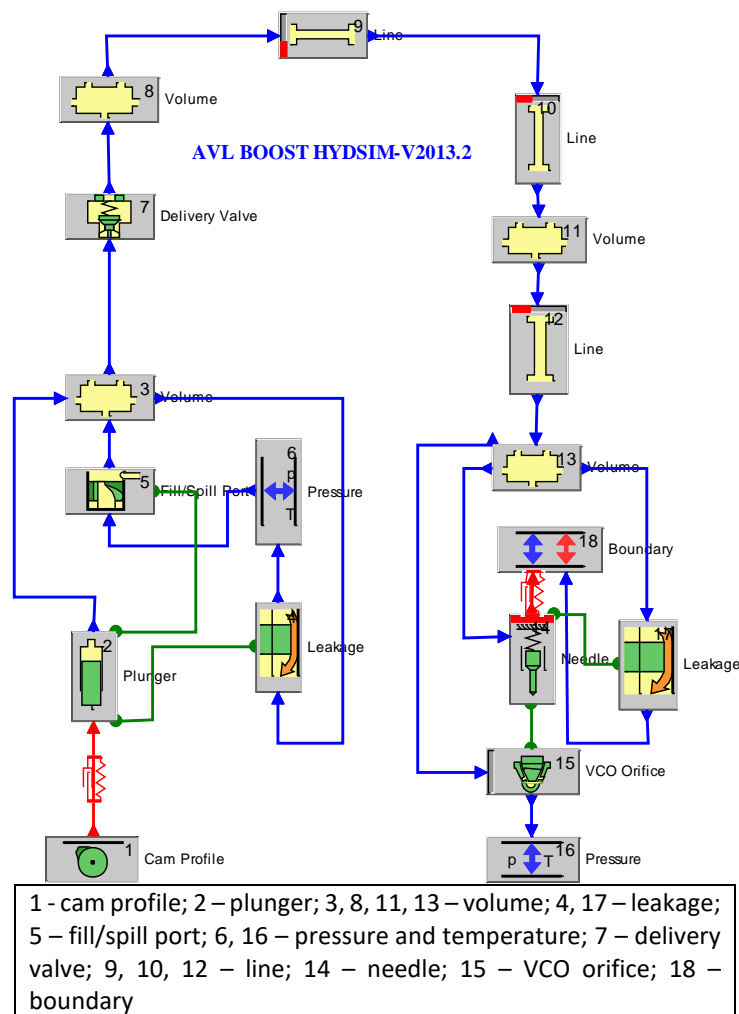 9
Line
8
Volume
10
Line
AVL BOOST HYDSIM-V2013.2
7
Delivery Valve
11
Volume
12
Line
3
Volume
6
p
T
Pressure
5
Fill/Spill Port
13
Volume
18
Boundary
4
Leakage
2
Plunger
14
Needle
17
Leakage
15
VCO Orifice
1
Cam Profile
p T
16
Pressure
1 - cam profile; 2 – plunger; 3, 8, 11, 13 – volume; 4, 17 – leakage;
5 – fill/spill port; 6, 16 – pressure and temperature; 7 – delivery
valve; 9, 10, 12 – line; 14 – needle; 15 – VCO orifice; 18 –
boundary